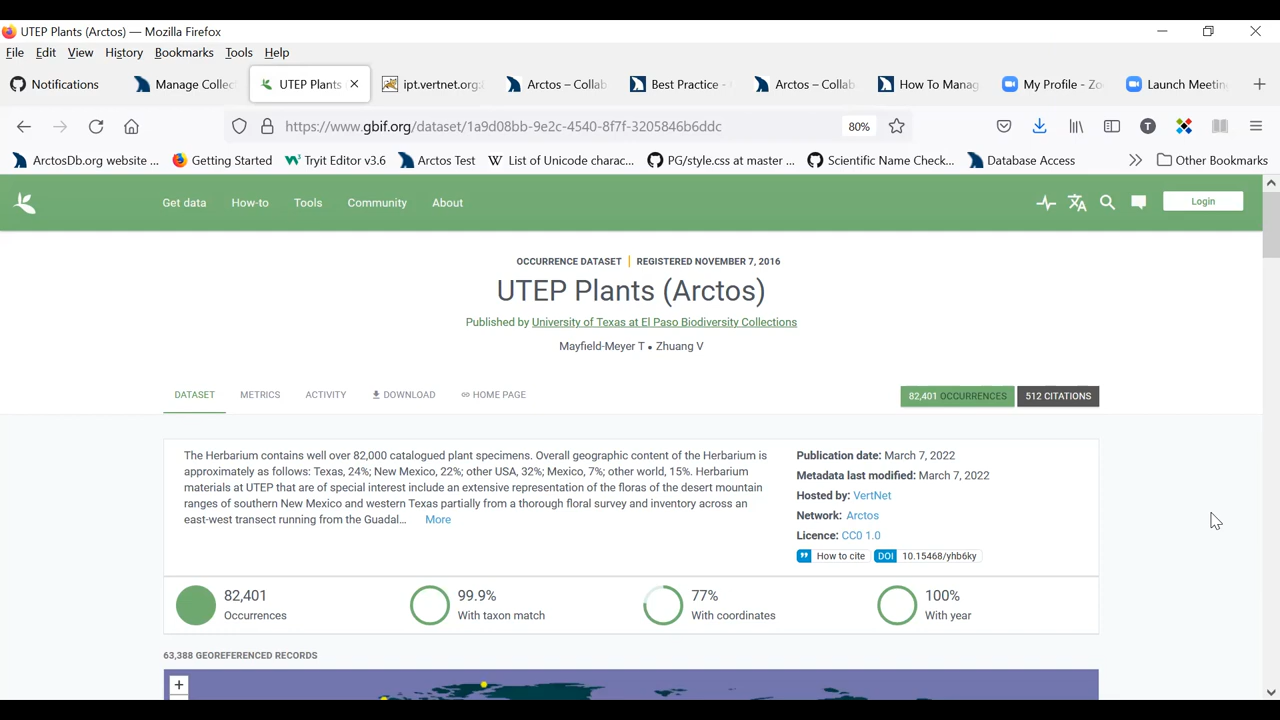 UTEP Plants (Arctos) — Mozilla Firefox
File Edit View History Bookmarks Tools Help
Notifications Manage Collec UTEP Plants ipt.vertnet.org: Arctos – Collab Best Practice - Arctos – Collab How To Manag My Profile - Zo Launch Meetin
https://www.gbif.org/dataset/1a9d08bb-9e2c-4540-8f7f-3205846b6ddc 80% T
ArctosDb.org website ... Getting Started Tryit Editor v3.6 Arctos Test List of Unicode charac... PG/style.css at master ... Scientific Name Check... Database Access Other Bookmarks
Get data How-to Tools Community About Login
OCCURRENCE DATASET | REGISTERED NOVEMBER 7, 2016
UTEP Plants (Arctos)
Published by University of Texas at El Paso Biodiversity Collections
Mayfield-Meyer T • Zhuang V
DATASET METRICS ACTIVITY DOWNLOAD HOME PAGE 82,401 OCCURRENCES 512 CITATIONS
The Herbarium contains well over 82,000 catalogued plant specimens. Overall geographic content of the Herbarium is
approximately as follows: Texas, 24%; New Mexico, 22%; other USA, 32%; Mexico, 7%; other world, 15%. Herbarium
materials at UTEP that are of special interest include an extensive representation of the floras of the desert mountain
ranges of southern New Mexico and western Texas partially from a thorough floral survey and inventory across an
east-west transect running from the Guadal... More
Publication date: March 7, 2022
Metadata last modified: March 7, 2022
Hosted by: VertNet
Network: Arctos
Licence: CC0 1.0
How to cite DOI 10.15468/yhb6ky
82,401 99.9% 77% 100%
Occurrences With taxon match With coordinates With year
63,388 GEOREFERENCED RECORDS
+